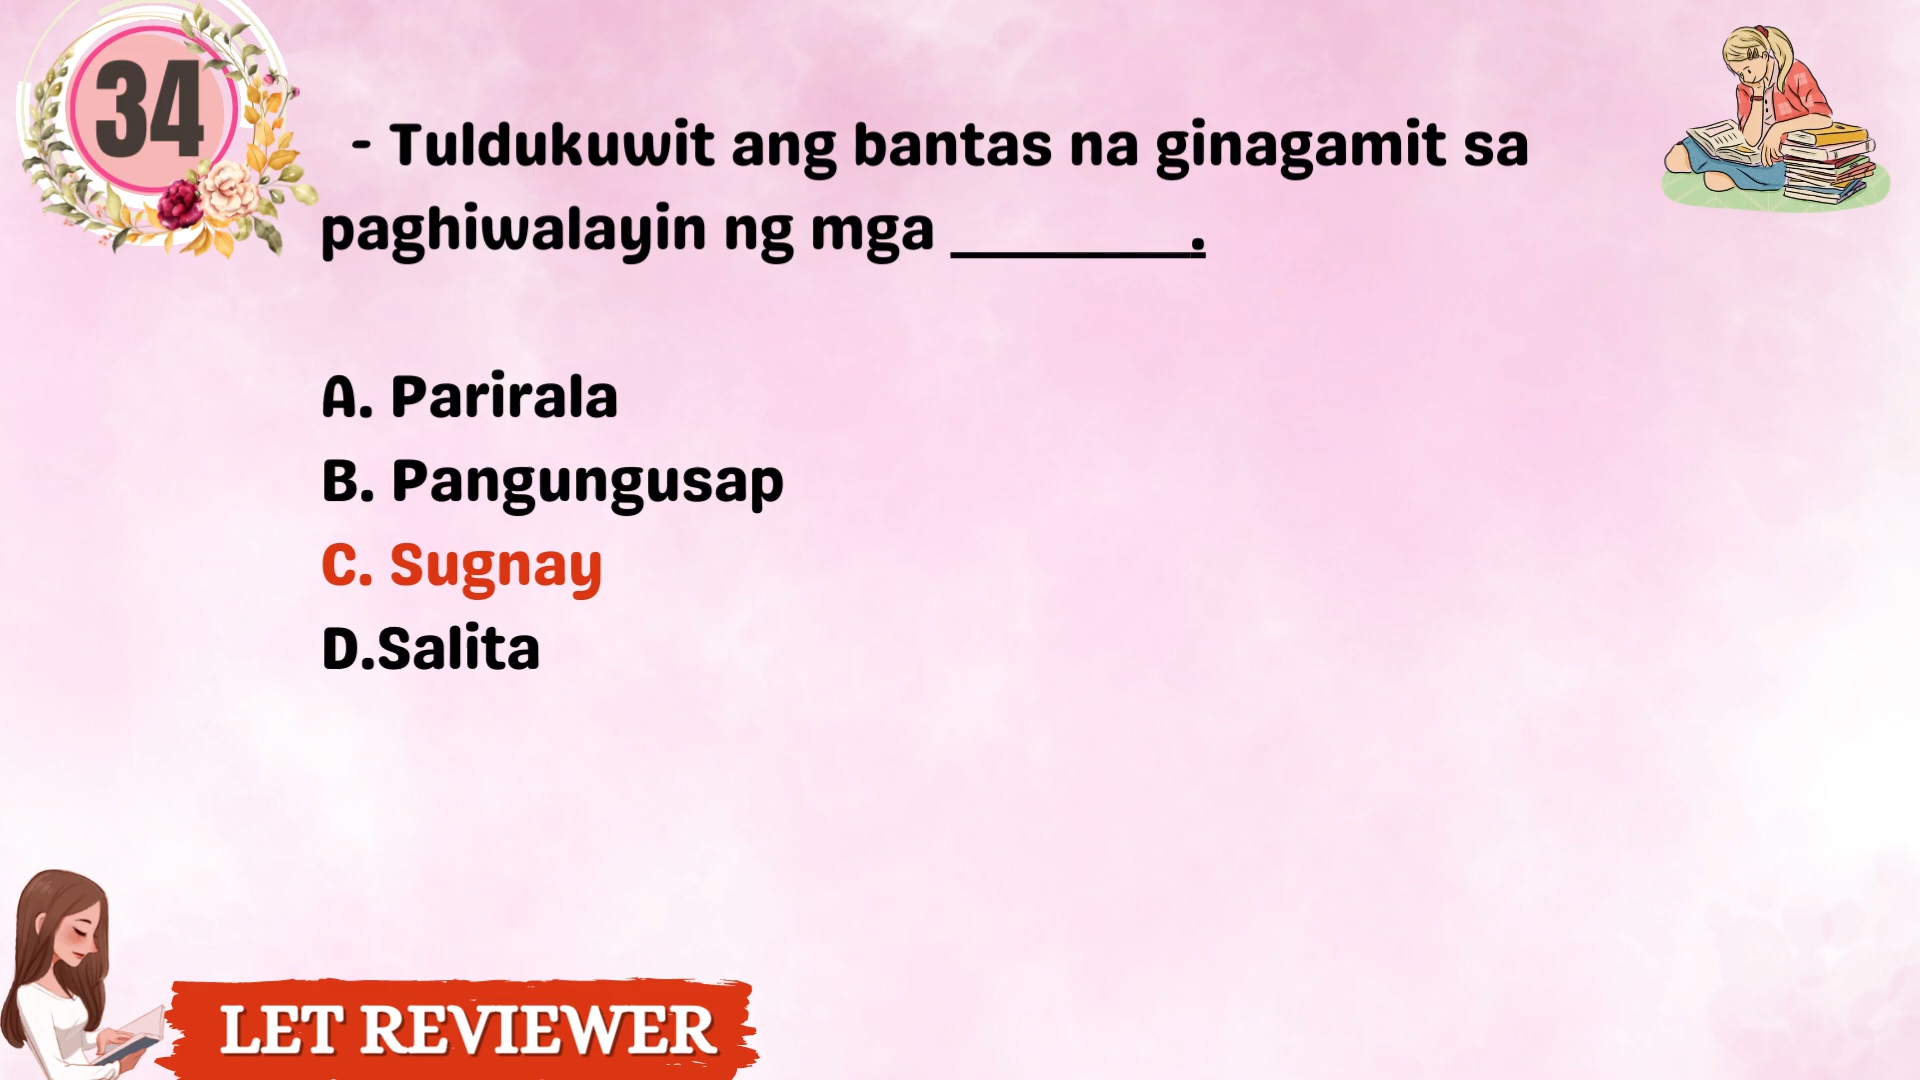 34
- Tuldukuwit ang bantas na ginagamit sa
paghiwalayin ng mga ________.
A. Parirala
B. Pangungusap
C. Sugnay
D.Salita
LET REVIEWER